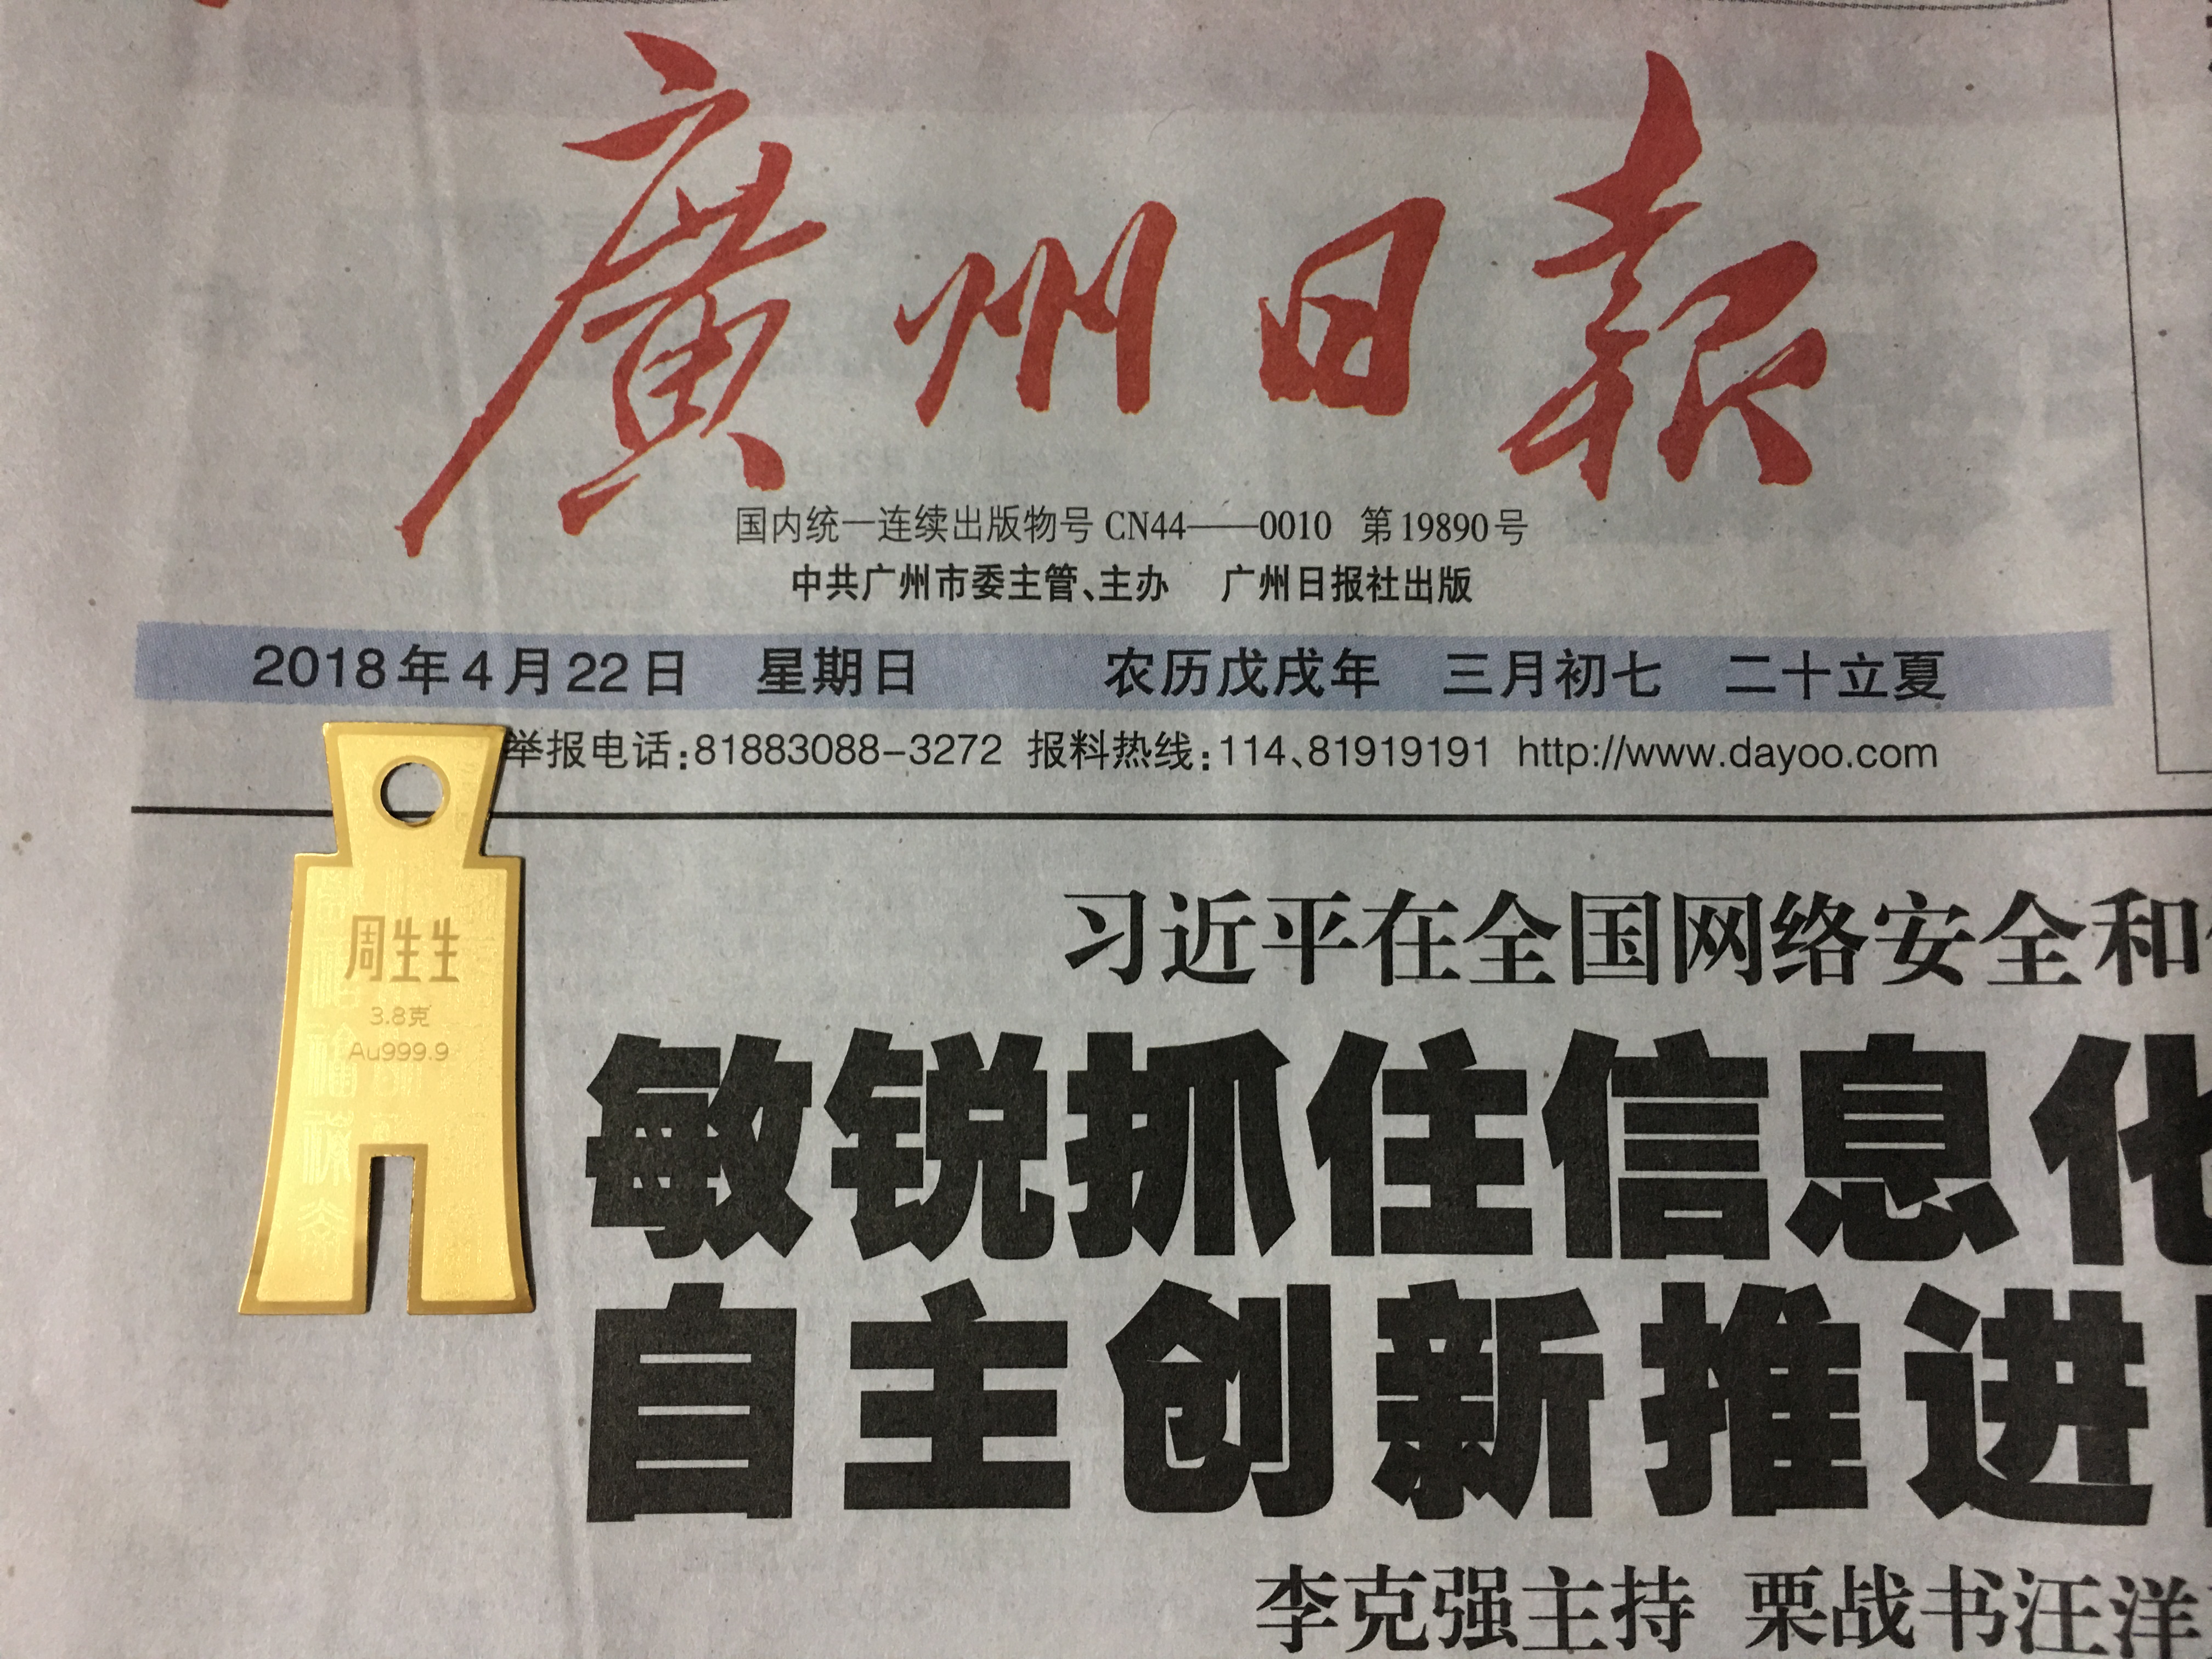 廣州日報
国内统一连续出版物号 CN44——0010 第19890号
中共广州市委主管、主办 广州日报社出版
2018年4月22日 星期日 农历戊戌年 三月初七 二十立夏
举报电话:81883088-3272 报料热线:114、81919191 http://www.dayoo.com
周生生
3.8克
Au999.9
习近平在全国网络安全和
敏锐抓住信息化
自主创新推进
李克强主持 栗战书汪洋